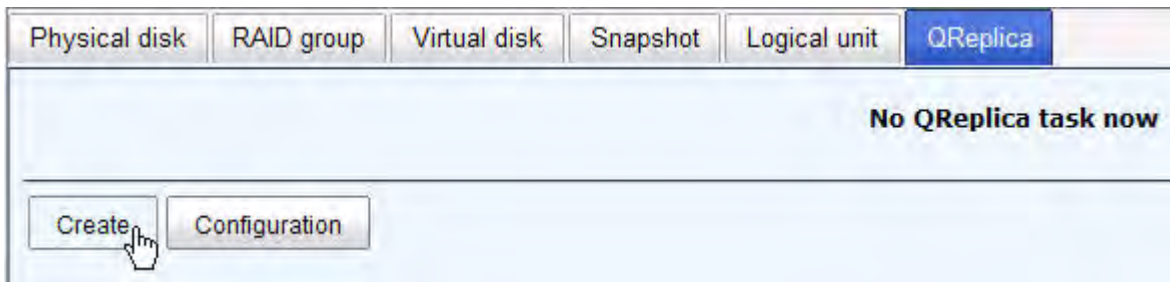 Physical disk RAID group Virtual disk Snapshot Logical unit QReplica
No QReplica task now
Create Configuration